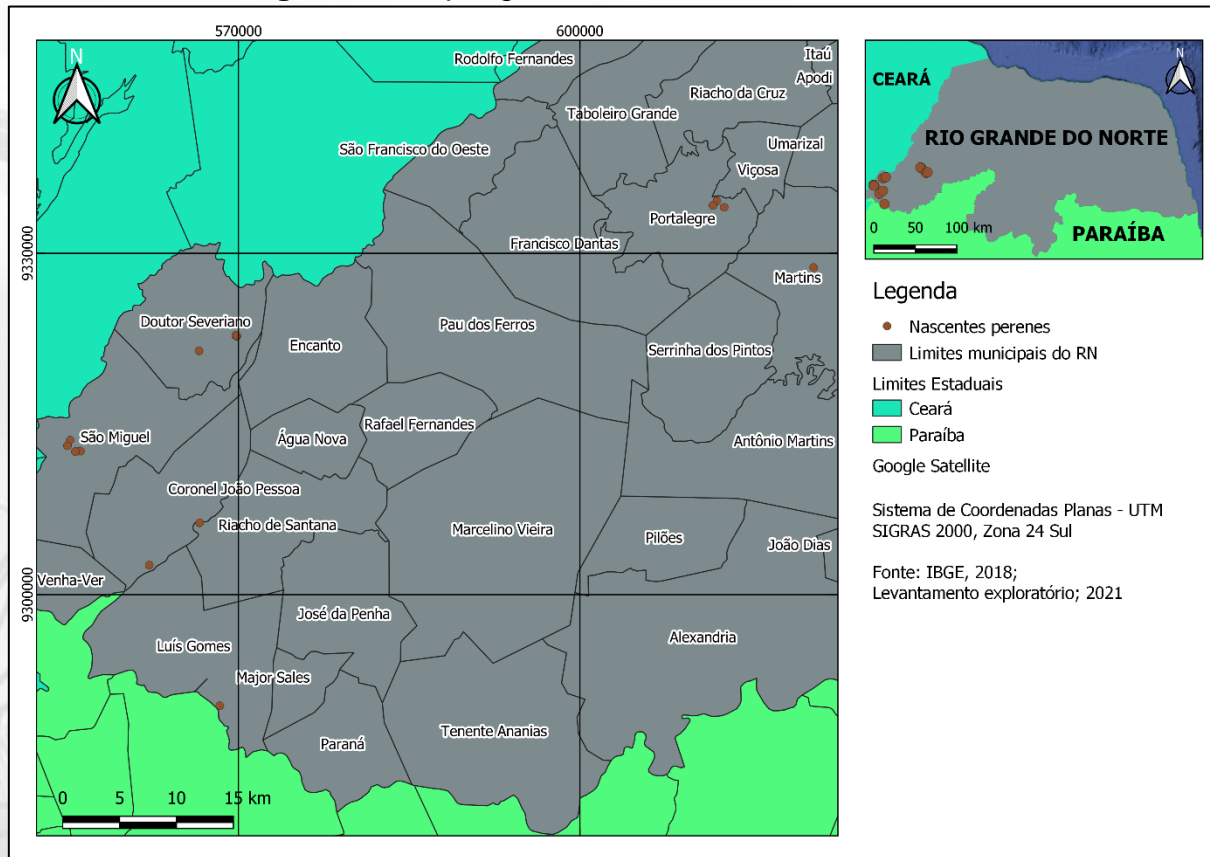 570000
600000
Rodolfo Fernandes
Itaú
Apodi
Riacho da Cruz
Taboleiro Grande
N
São Francisco do Oeste
Umarizal
Viçosa
Portalegre
Francisco Dantas
9330000
Martins
Doutor Severiano
Encanto
Pau dos Ferros
Serrinha dos Pintos
Rafael Fernandes
São Miguel
Água Nova
Antônio Martins
Coronel João Pessoa
Riacho de Santana
Marcelino Vieira
Pilões
João Dias
Venha-Ver
9300000
José da Penha
Luís Gomes
Alexandria
Major Sales
Paraná
Tenente Ananias
0 5 10 15 km
CEARÁ
N
RIO GRANDE DO NORTE
PARAÍBA
0 50 100 km
Legenda
Nascentes perenes
Limites municipais do RN
Limites Estaduais
Ceará
Paraíba
Google Satellite
Sistema de Coordenadas Planas - UTM
SIGRAS 2000, Zona 24 Sul
Fonte: IBGE, 2018;
Levantamento exploratório; 2021